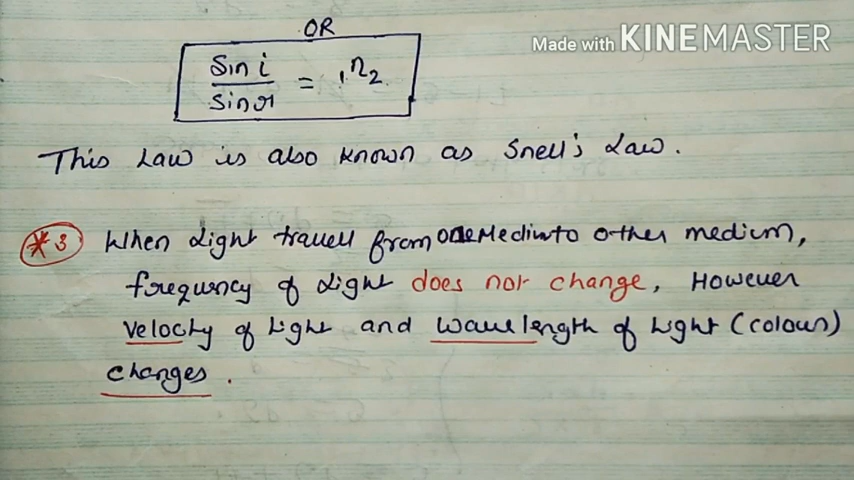 OR
Made with KINEMASTER
Sin i / Sin r = ₁n₂
This Law is also known as Snell's Law.
*3 When Light travell from one Medium to other medium,
frequncy of Light does not change, However
velocity of Light and wavelength of Light (colour)
changes.